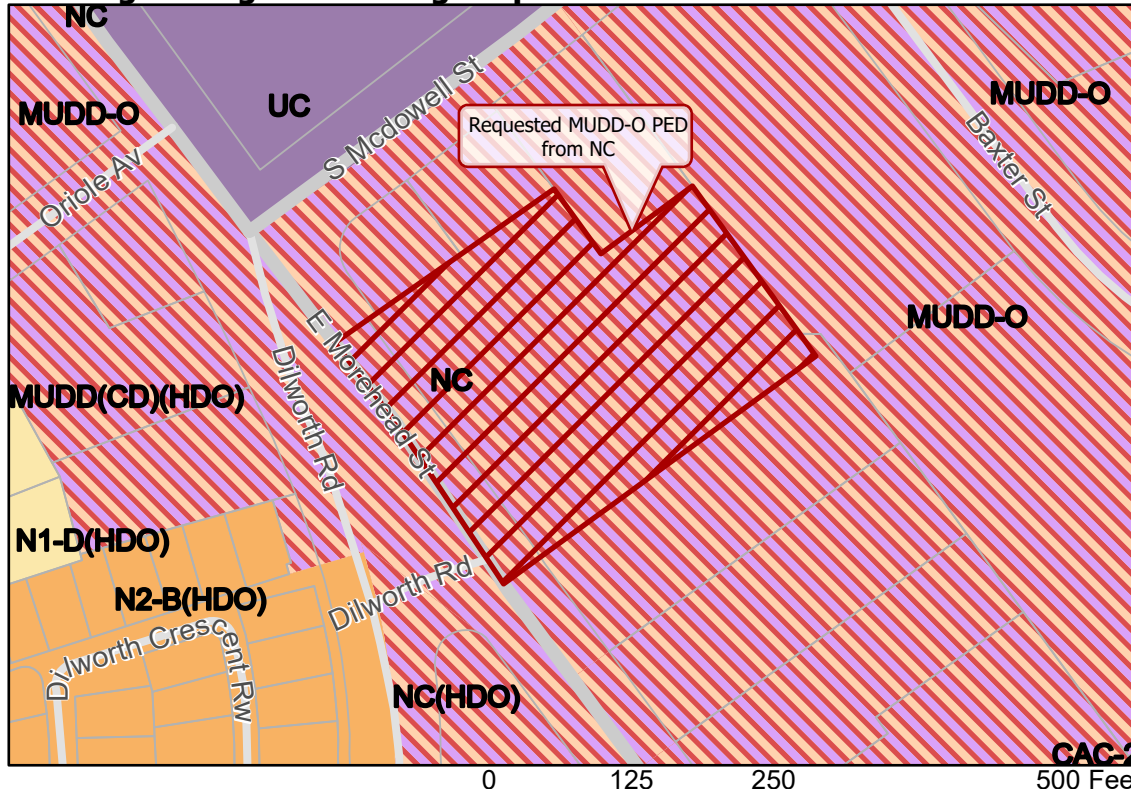 NC
MUDD-O
UC
S Mcdowell St
MUDD-O
Oriole Av
Requested MUDD-O PED
from NC
Baxter St
MUDD-O
E Morehead St
Dilworth Rd
NC
MUDD(CD)(HDO)
N1-D(HDO)
N2-B(HDO)
Dilworth Rd
Dilworth Crescent Rw
NC(HDO)
CAC-2
0 125 250 500 Fee